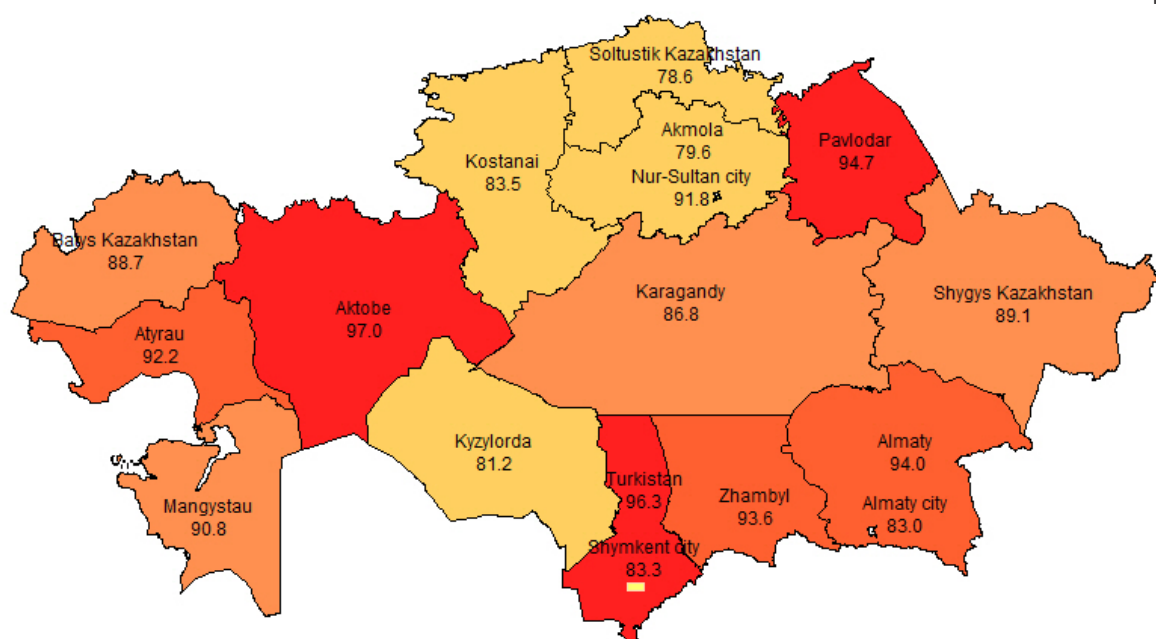 Soltustik Kazakhstan
78.6
Akmola
79.6
Nur-Sultan city
91.8
Pavlodar
94.7
Kostanai
83.5
Batys Kazakhstan
88.7
Aktobe
97.0
Karagandy
86.8
Shygys Kazakhstan
89.1
Atyrau
92.2
Kyzylorda
81.2
Almaty
94.0
Turkistan
96.3
Zhambyl
93.6
Mangystau
90.8
Almaty city
83.0
Shymkent city
83.3